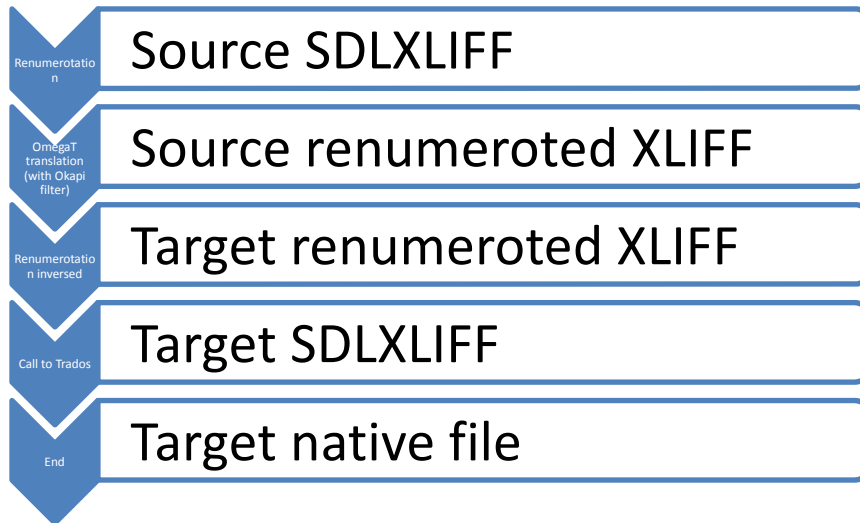 Renumerotatio
n
Source SDLXLIFF
OmegaT
translation
(with Okapi
filter)
Source renumeroted XLIFF
Renumerotatio
n inversed
Target renumeroted XLIFF
Call to Trados
Target SDLXLIFF
End
Target native file